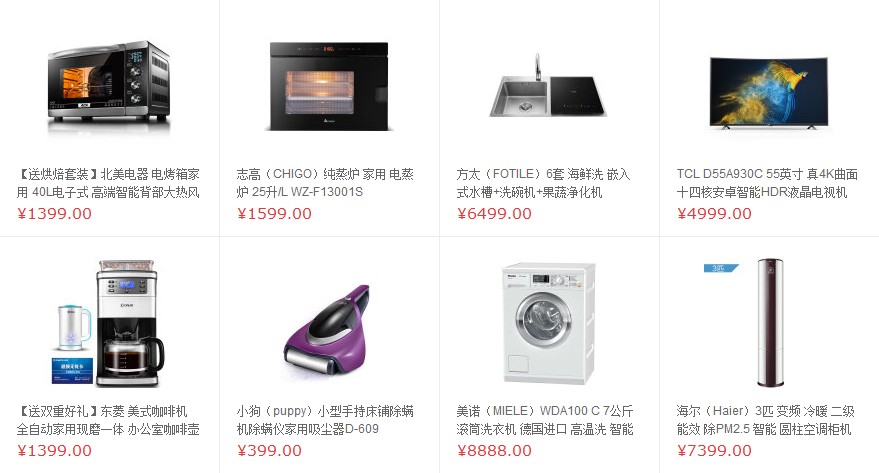 【送烘焙套装】北美电器 电烤箱家
用 40L电子式 高端智能背部大热风
¥1399.00
志高（CHIGO）纯蒸炉 家用 电蒸
炉 25升/L WZ-F13001S
¥1599.00
方太（FOTILE）6套 海鲜洗 嵌入
式水槽+洗碗机+果蔬净化机
¥6499.00
TCL D55A930C 55英寸 真4K曲面
十四核安卓智能HDR液晶电视机
¥4999.00
3匹
【送双重好礼】东菱 美式咖啡机
全自动家用现磨一体 办公室咖啡壶
¥1399.00
小狗（puppy）小型手持床铺除螨
机除螨仪家用吸尘器D-609
¥399.00
美诺（MIELE）WDA100 C 7公斤
滚筒洗衣机 德国进口 高温洗 智能
¥8888.00
海尔（Haier）3匹 变频 冷暖 二级
能效 除PM2.5 智能 圆柱空调柜机
¥7399.00